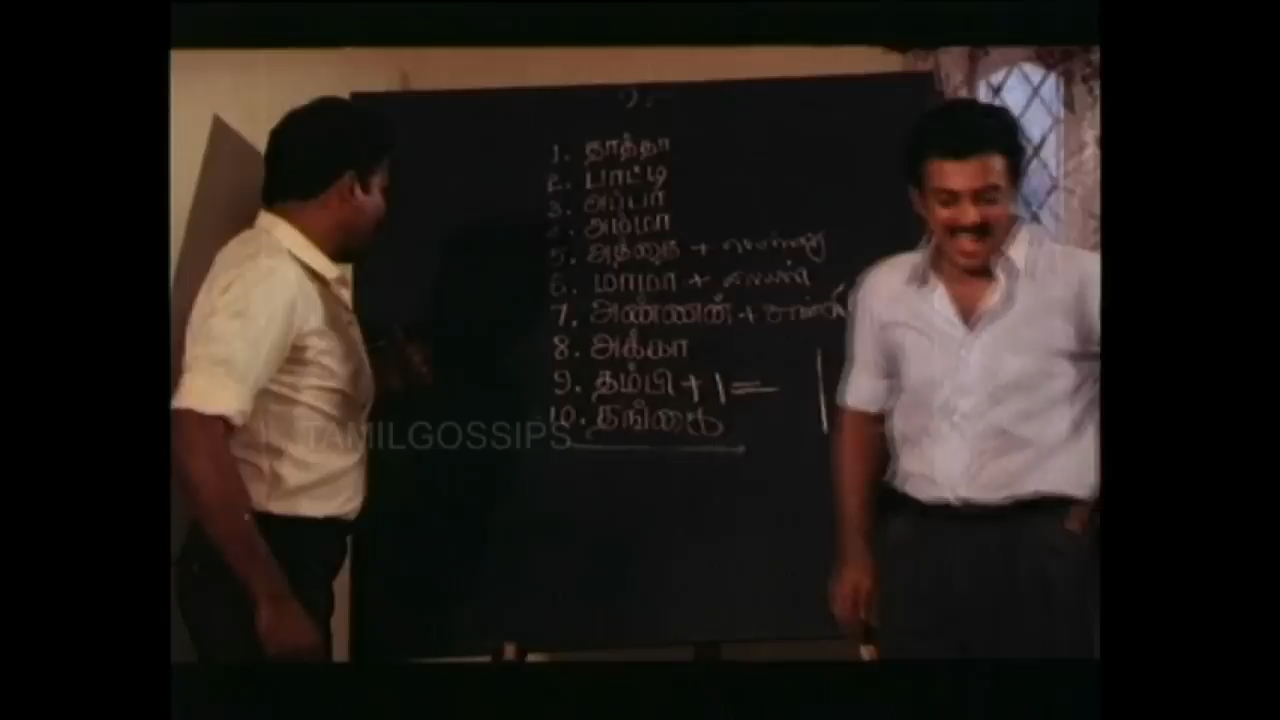 1. தாத்தா
2. பாட்டி
3. அப்பா
4. அம்மா
5. அத்தை +
6. மாமா +
7. அண்ணன் +
8. அக்கா
9. தம்பி + 1 =
10. தங்கை
TAMILGOSSIPS